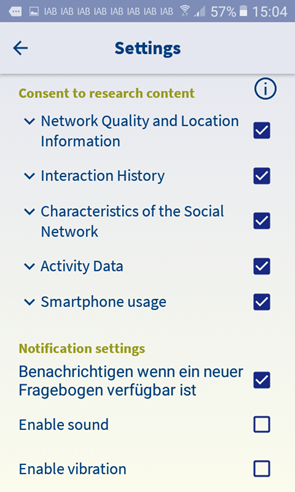 IAB IAB IAB IAB IAB IAB 57% 15:04
Settings
Consent to research content
Network Quality and Location
Information
Interaction History
Characteristics of the Social
Network
Activity Data
Smartphone usage
Notification settings
Benachrichtigen wenn ein neuer
Fragebogen verfügbar ist
Enable sound
Enable vibration